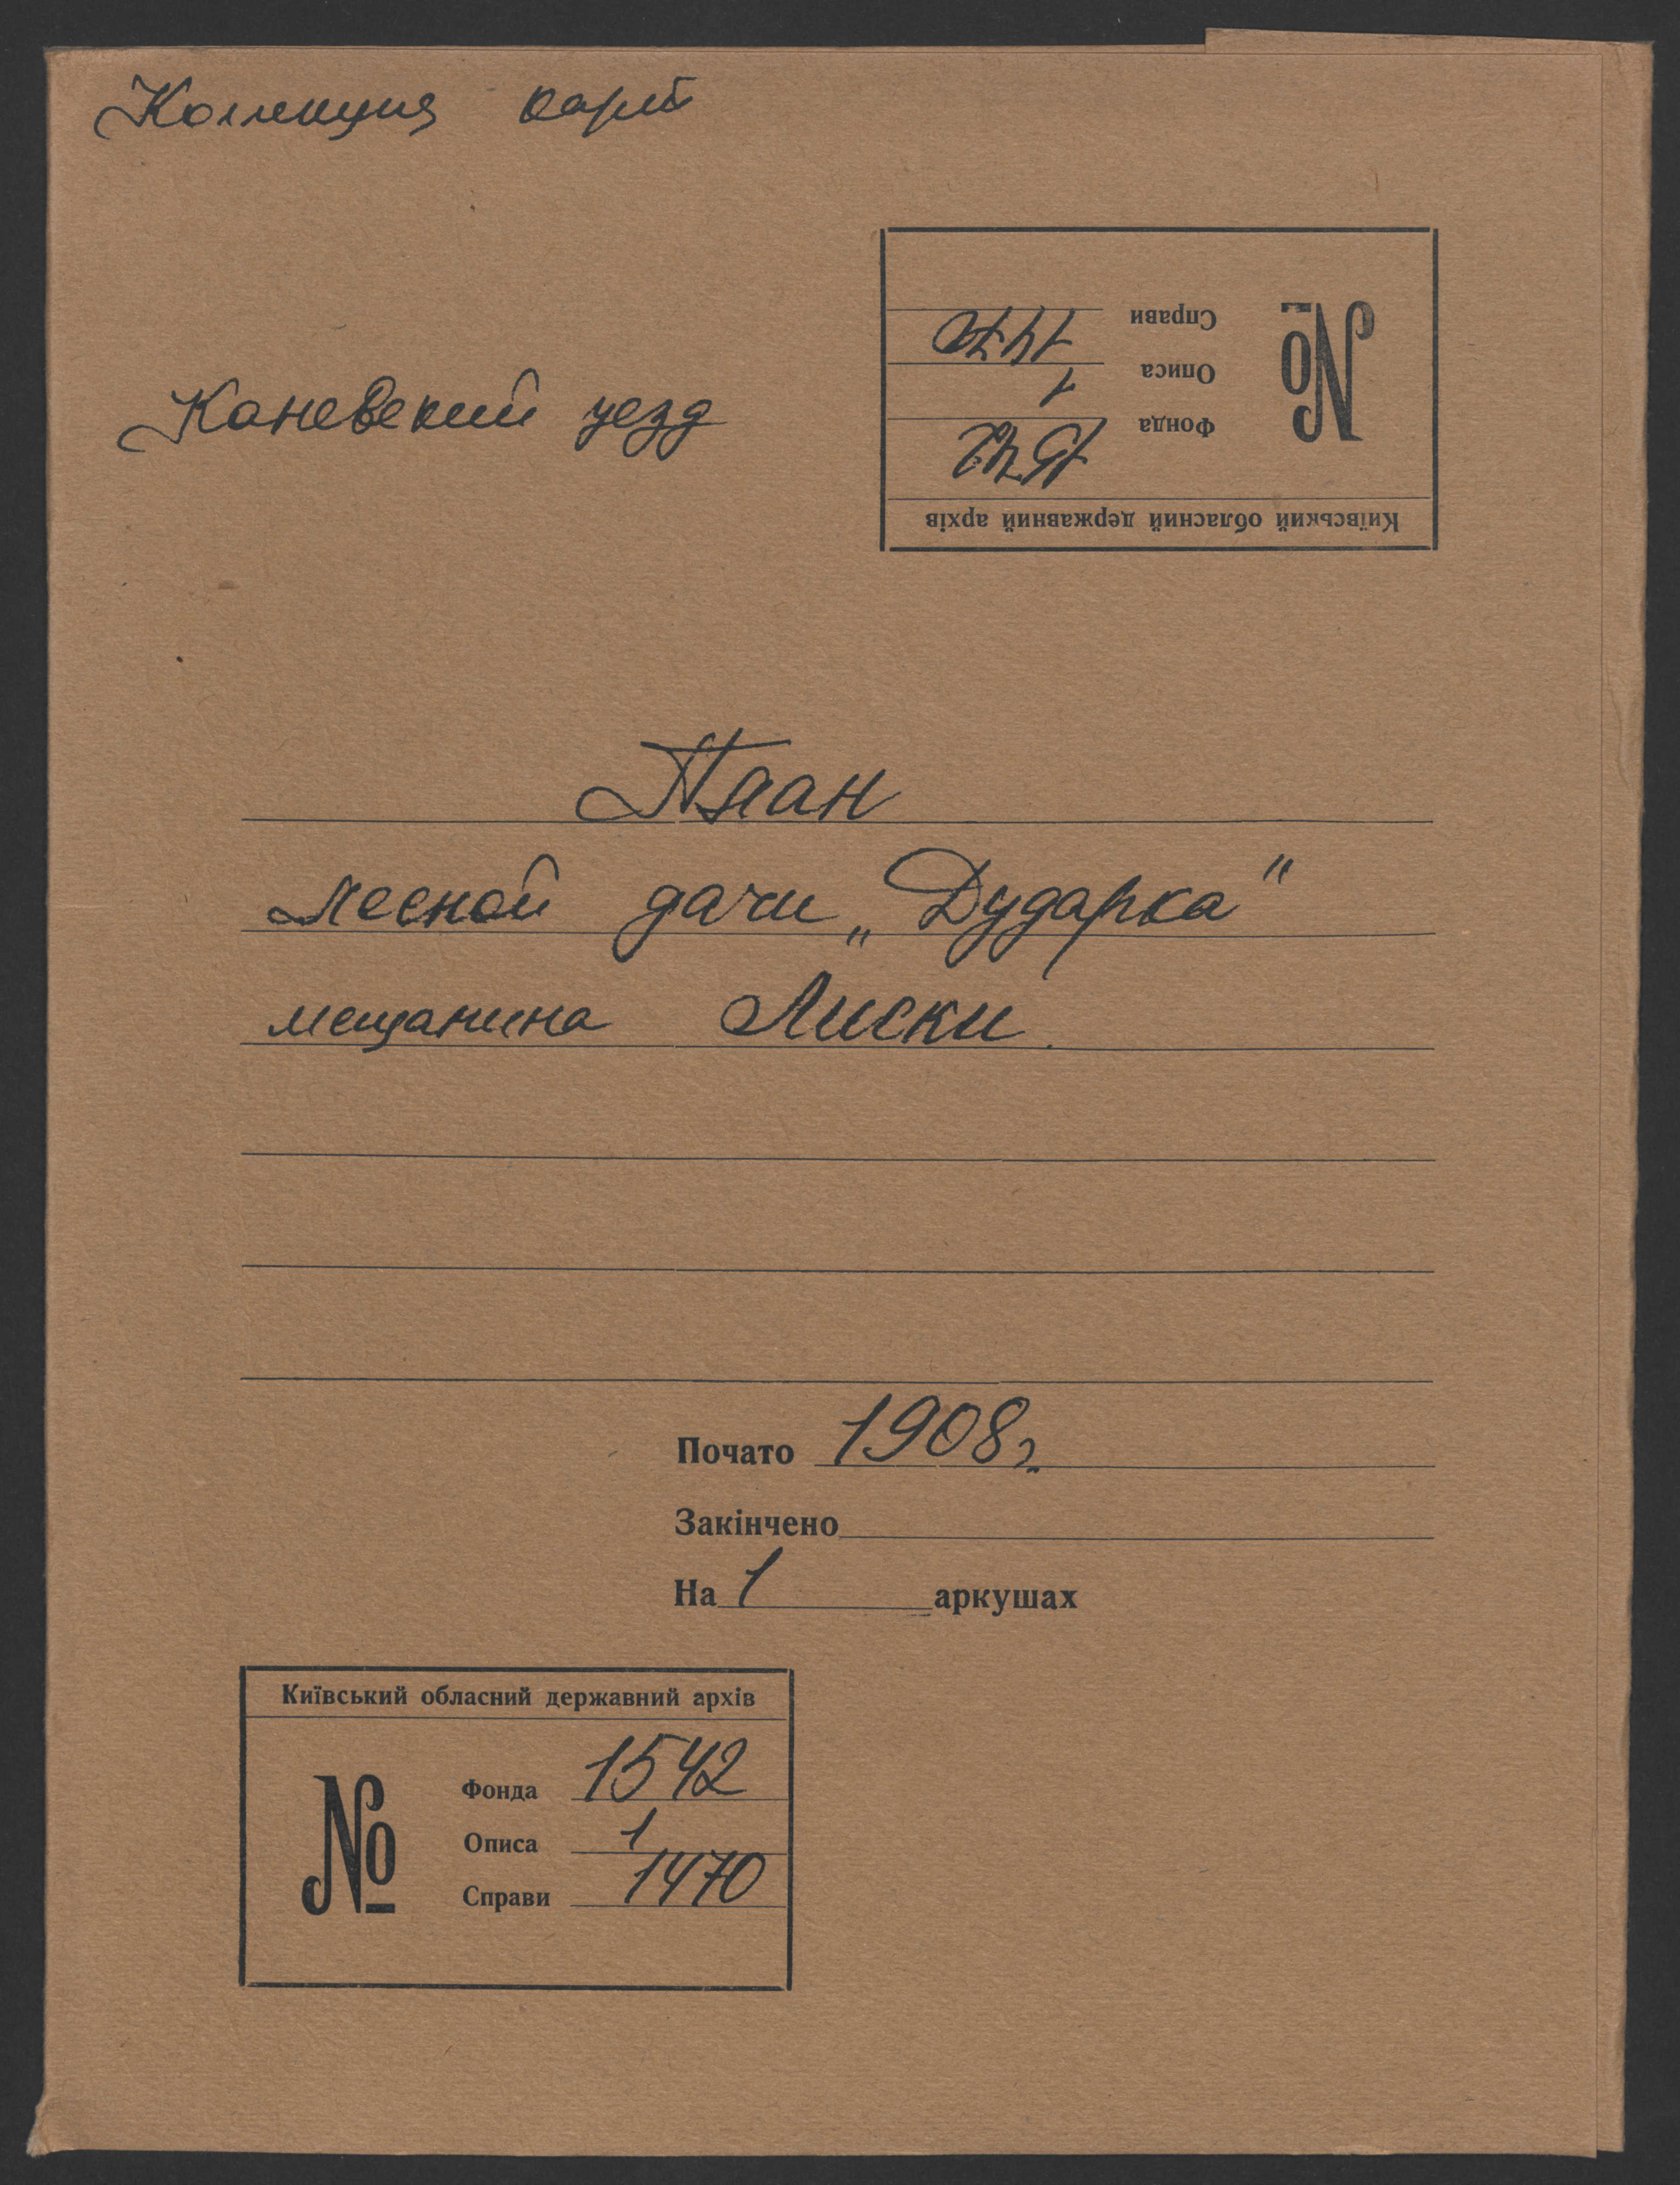 Коллекция карт
Каневский уезд
Київський обласний державний архів
№
Фонда 1542
Описа 1
Справи 1470
План
лесной дачи „Дударка“
мещанина Лиски.
Почато 1908г.
Закінчено
На 1 аркушах
Київський обласний державний архів
№
Фонда 1542
Описа 1
Справи 1470